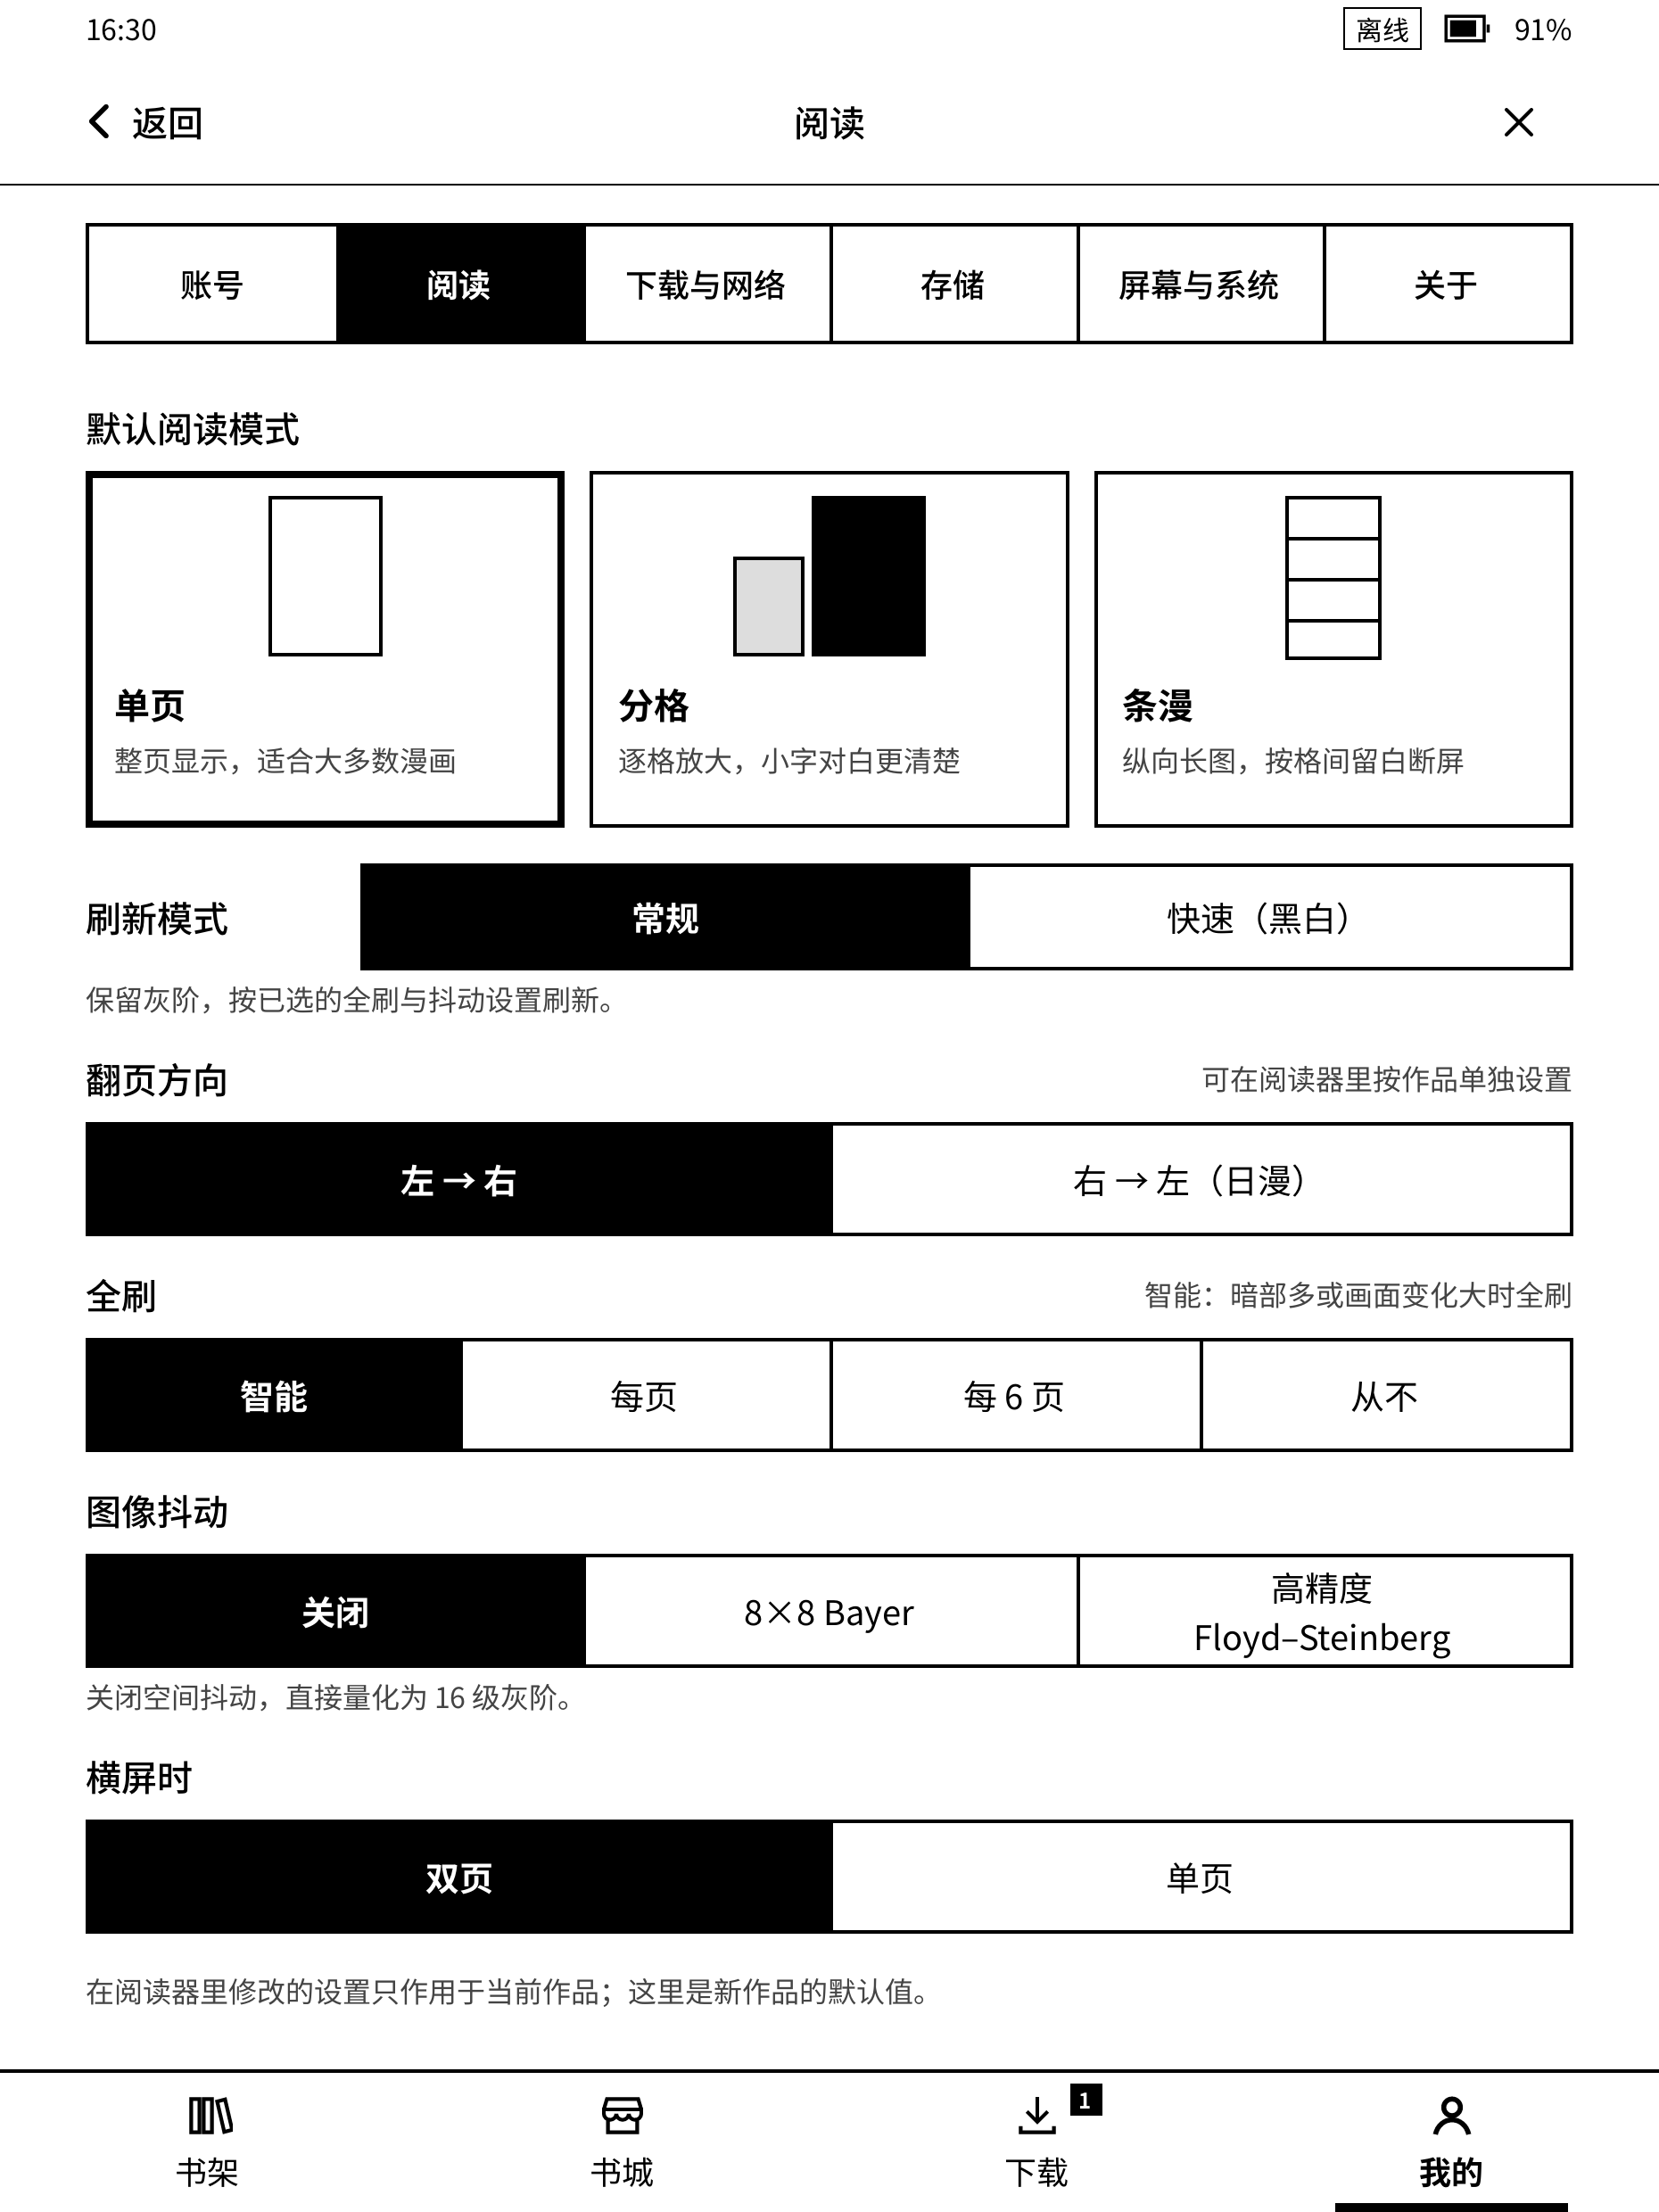 16:30
离线
91%
返回
阅读
账号
阅读
下载与网络
存储
屏幕与系统
关于
默认阅读模式
单页
整页显示，适合大多数漫画
分格
逐格放大，小字对白更清楚
条漫
纵向长图，按格间留白断屏
刷新模式
常规
快速（黑白）
保留灰阶，按已选的全刷与抖动设置刷新。
翻页方向
可在阅读器里按作品单独设置
左 → 右
右 → 左（日漫）
全刷
智能：暗部多或画面变化大时全刷
智能
每页
每 6 页
从不
图像抖动
关闭
8×8 Bayer
高精度
Floyd–Steinberg
关闭空间抖动，直接量化为 16 级灰阶。
横屏时
双页
单页
在阅读器里修改的设置只作用于当前作品；这里是新作品的默认值。
书架
书城
1
下载
我的